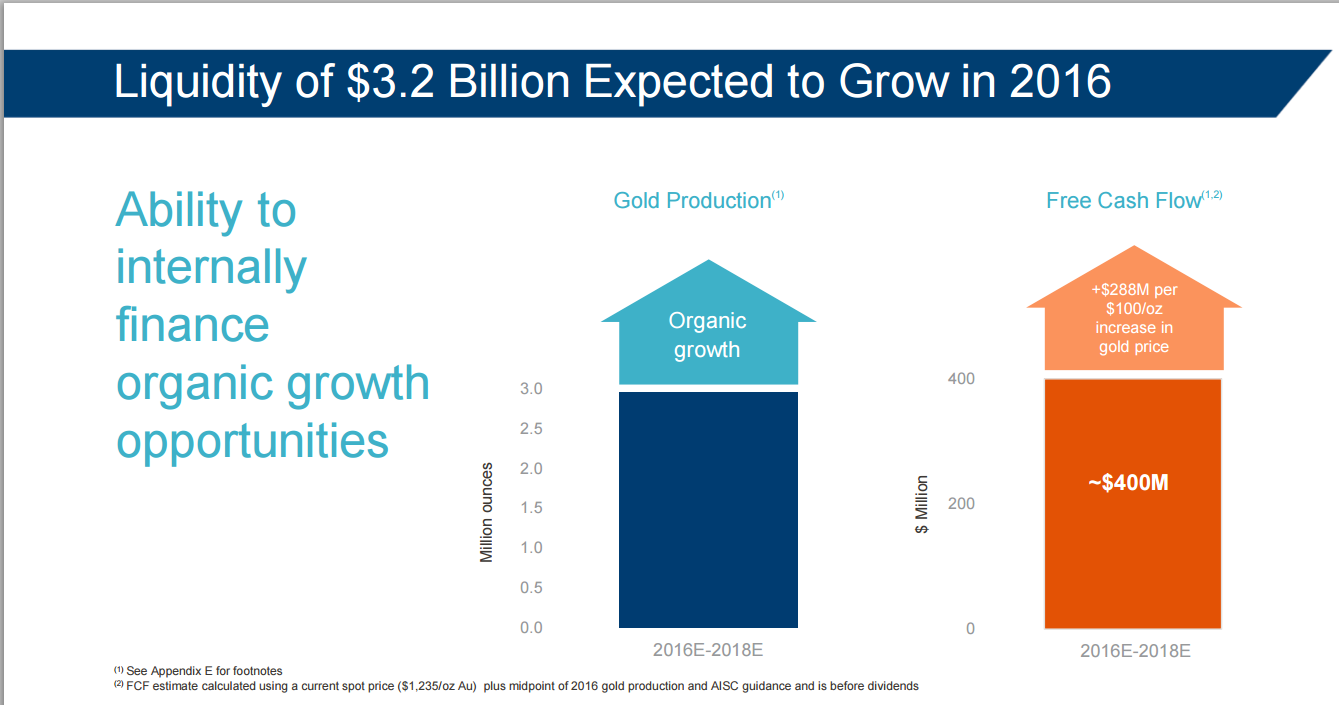 Liquidity of $3.2 Billion Expected to Grow in 2016
Ability to
internally
finance
organic growth
opportunities
Gold Production(1)
Organic
growth
3.0
2.5
2.0
1.5
1.0
0.5
0.0
Million ounces
2016E-2018E
Free Cash Flow(1,2)
+$288M per
$100/oz
increase in
gold price
400
200
0
$ Million
~$400M
2016E-2018E
(1) See Appendix E for footnotes
(2) FCF estimate calculated using a current spot price ($1,235/oz Au) plus midpoint of 2016 gold production and AISC guidance and is before dividends